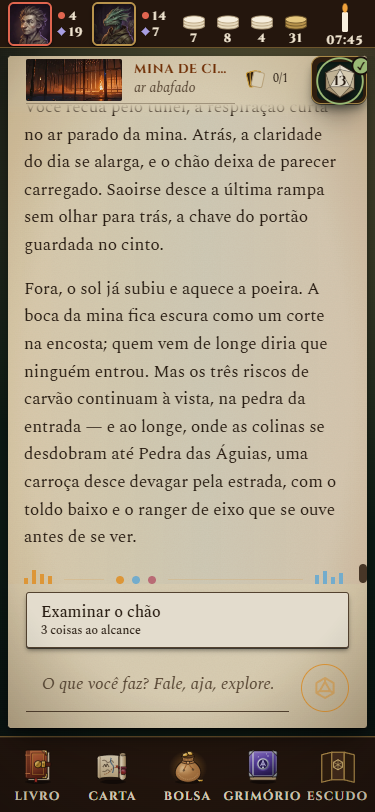 4
19
14
7
7
8
4
31
07:45
MINA DE CI...
ar abafado
0/1
13
Você recua pelo túnel, a respiração curta
no ar parado da mina. Atrás, a claridade
do dia se alarga, e o chão deixa de parecer
carregado. Saoirse desce a última rampa
sem olhar para trás, a chave do portão
guardada no cinto.
Fora, o sol já subiu e aquece a poeira. A
boca da mina fica escura como um corte
na encosta; quem vem de longe diria que
ninguém entrou. Mas os três riscos de
carvão continuam à vista, na pedra da
entrada — e ao longe, onde as colinas se
desdobram até Pedra das Águias, uma
carroça desce devagar pela estrada, com o
toldo baixo e o ranger de eixo que se ouve
antes de se ver.
Examinar o chão
3 coisas ao alcance
O que você faz? Fale, aja, explore.
LIVRO
CARTA
BOLSA
GRIMÓRIO
ESCUDO